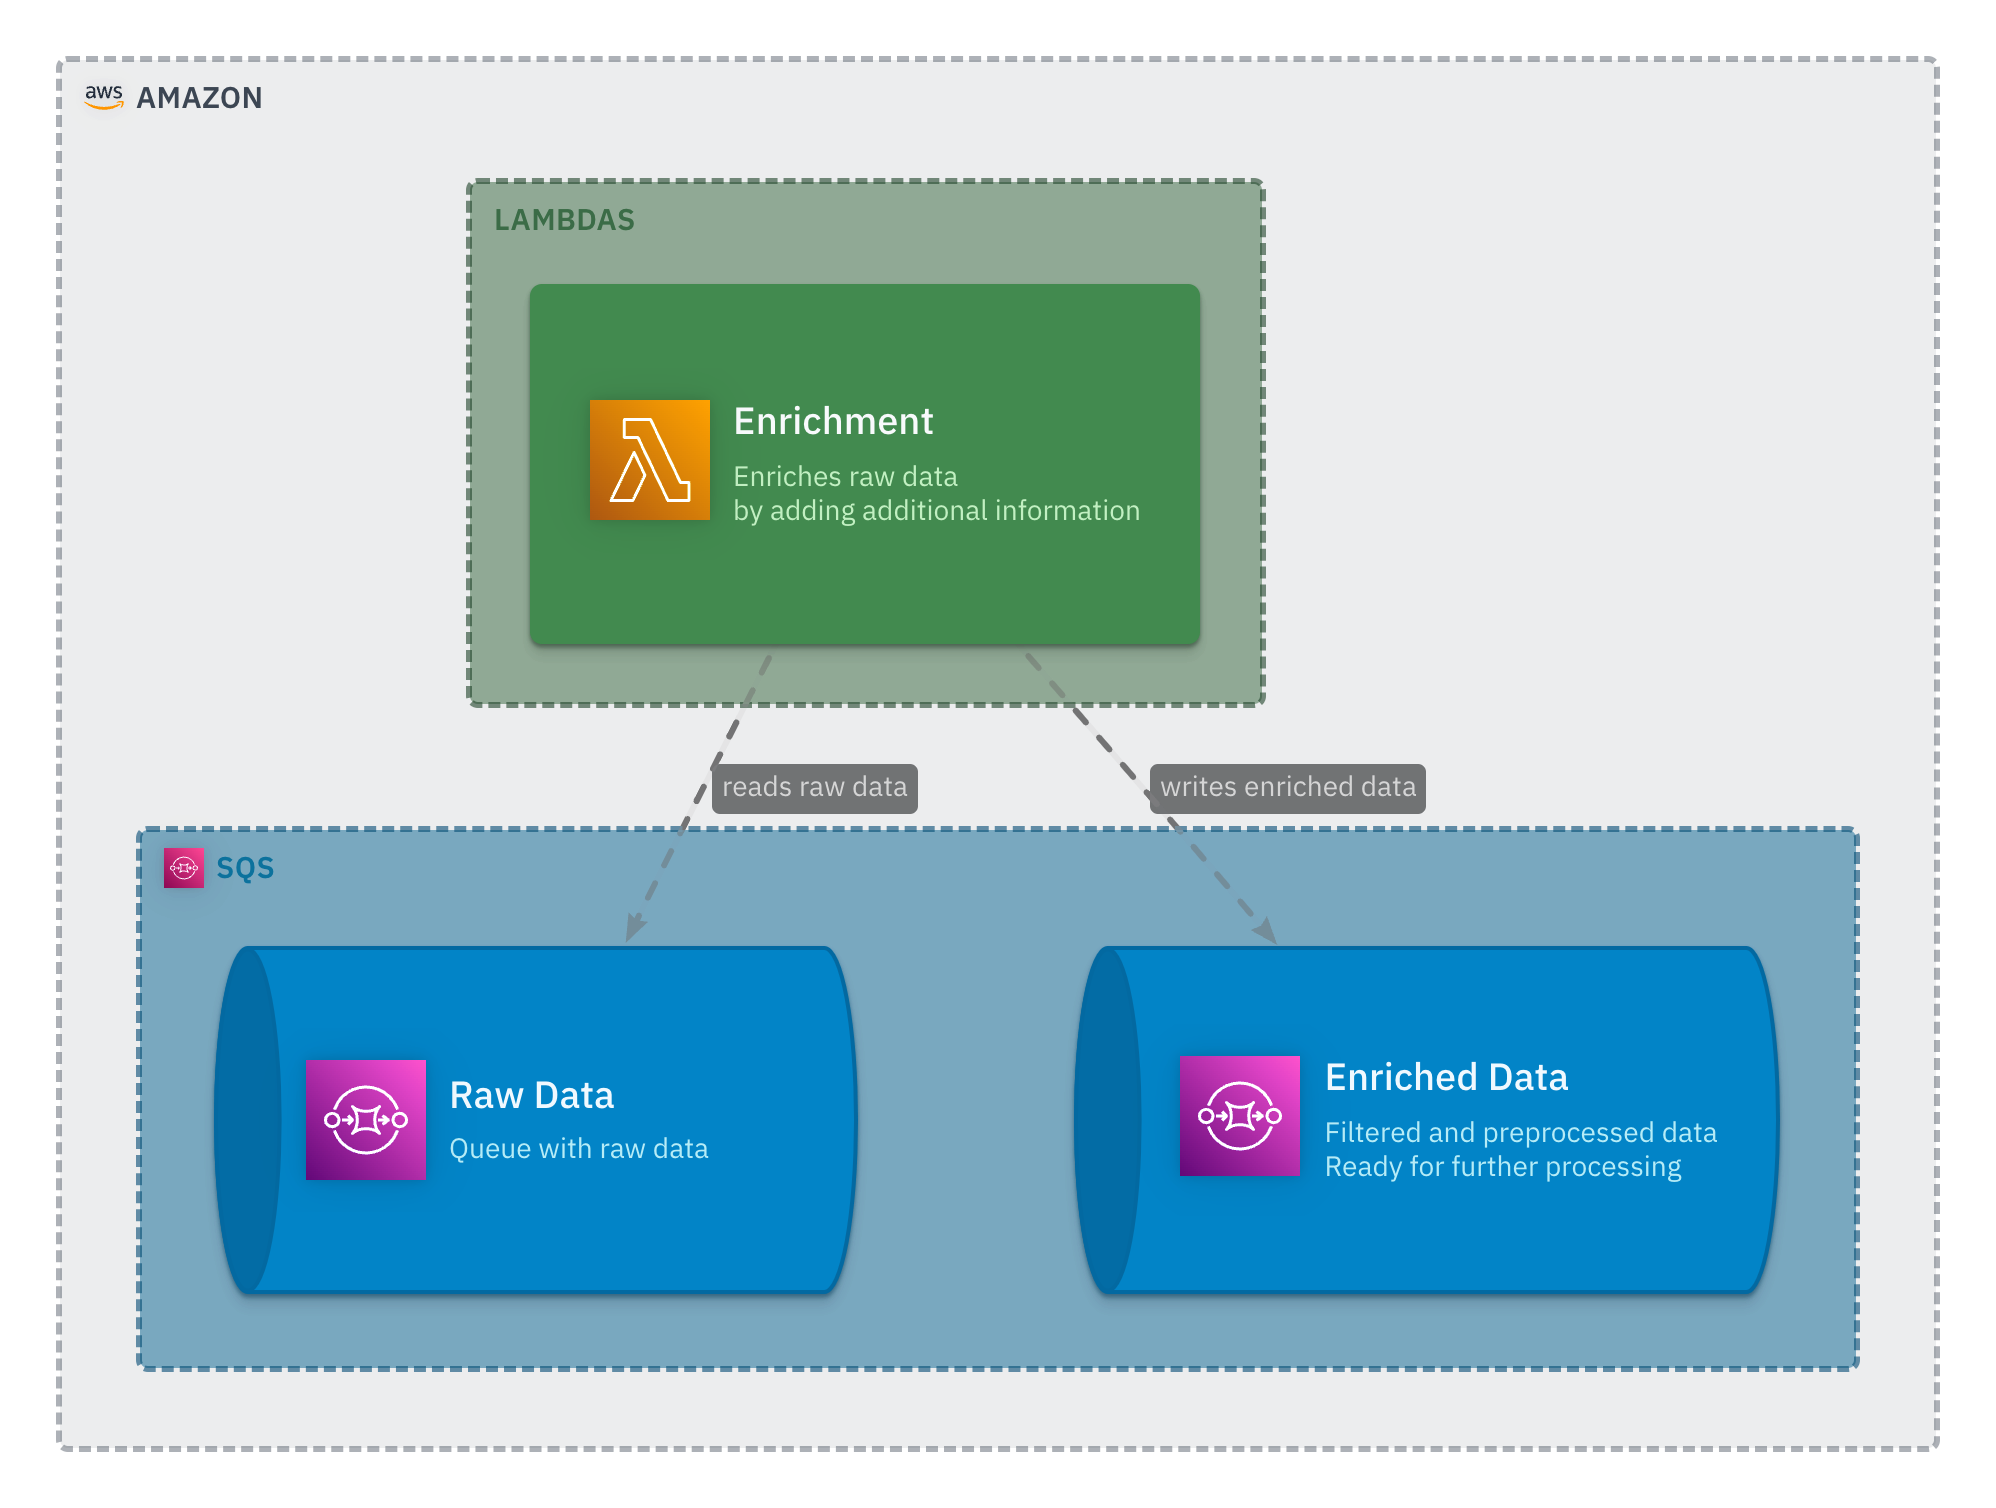 aws AMAZON
LAMBDAS
Enrichment
Enriches raw data
by adding additional information
reads raw data
writes enriched data
SQS
Raw Data
Queue with raw data
Enriched Data
Filtered and preprocessed data
Ready for further processing